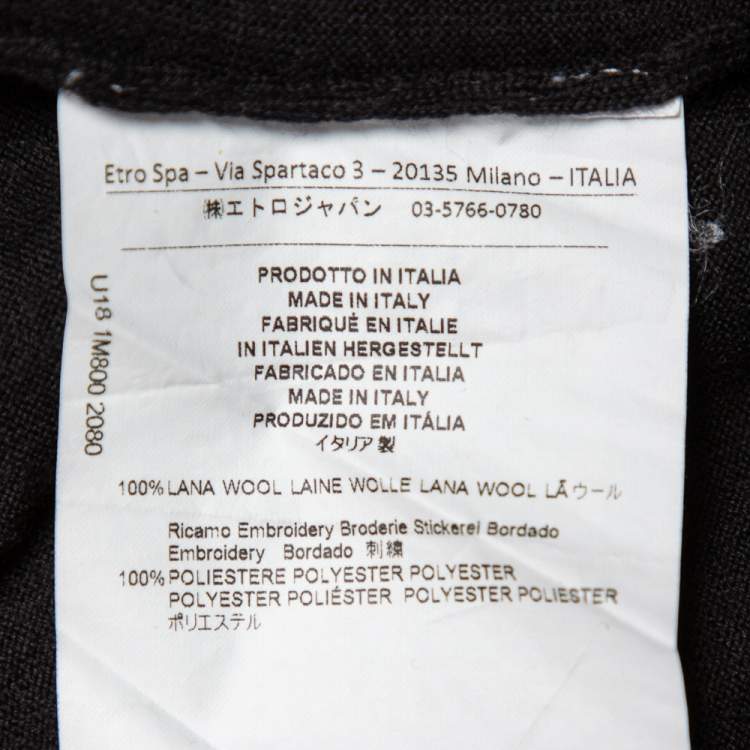 Etro Spa – Via Spartaco 3 – 20135 Milano – ITALIA
㈱エトロジャパン 03-5766-0780
PRODOTTO IN ITALIA
MADE IN ITALY
FABRIQUÉ EN ITALIE
IN ITALIEN HERGESTELLT
FABRICADO EN ITALIA
MADE IN ITALY
PRODUZIDO EM ITÁLIA
イタリア製
U18 1M800 2080
100% LANA WOOL LAINE WOLLE LANA WOOL LÃ ウール
Ricamo Embroidery Broderie Stickerei Bordado
Embroidery Bordado 刺繍
100% POLIESTERE POLYESTER POLYESTER
POLYESTER POLIÉSTER POLYESTER POLIESTER
ポリエステル